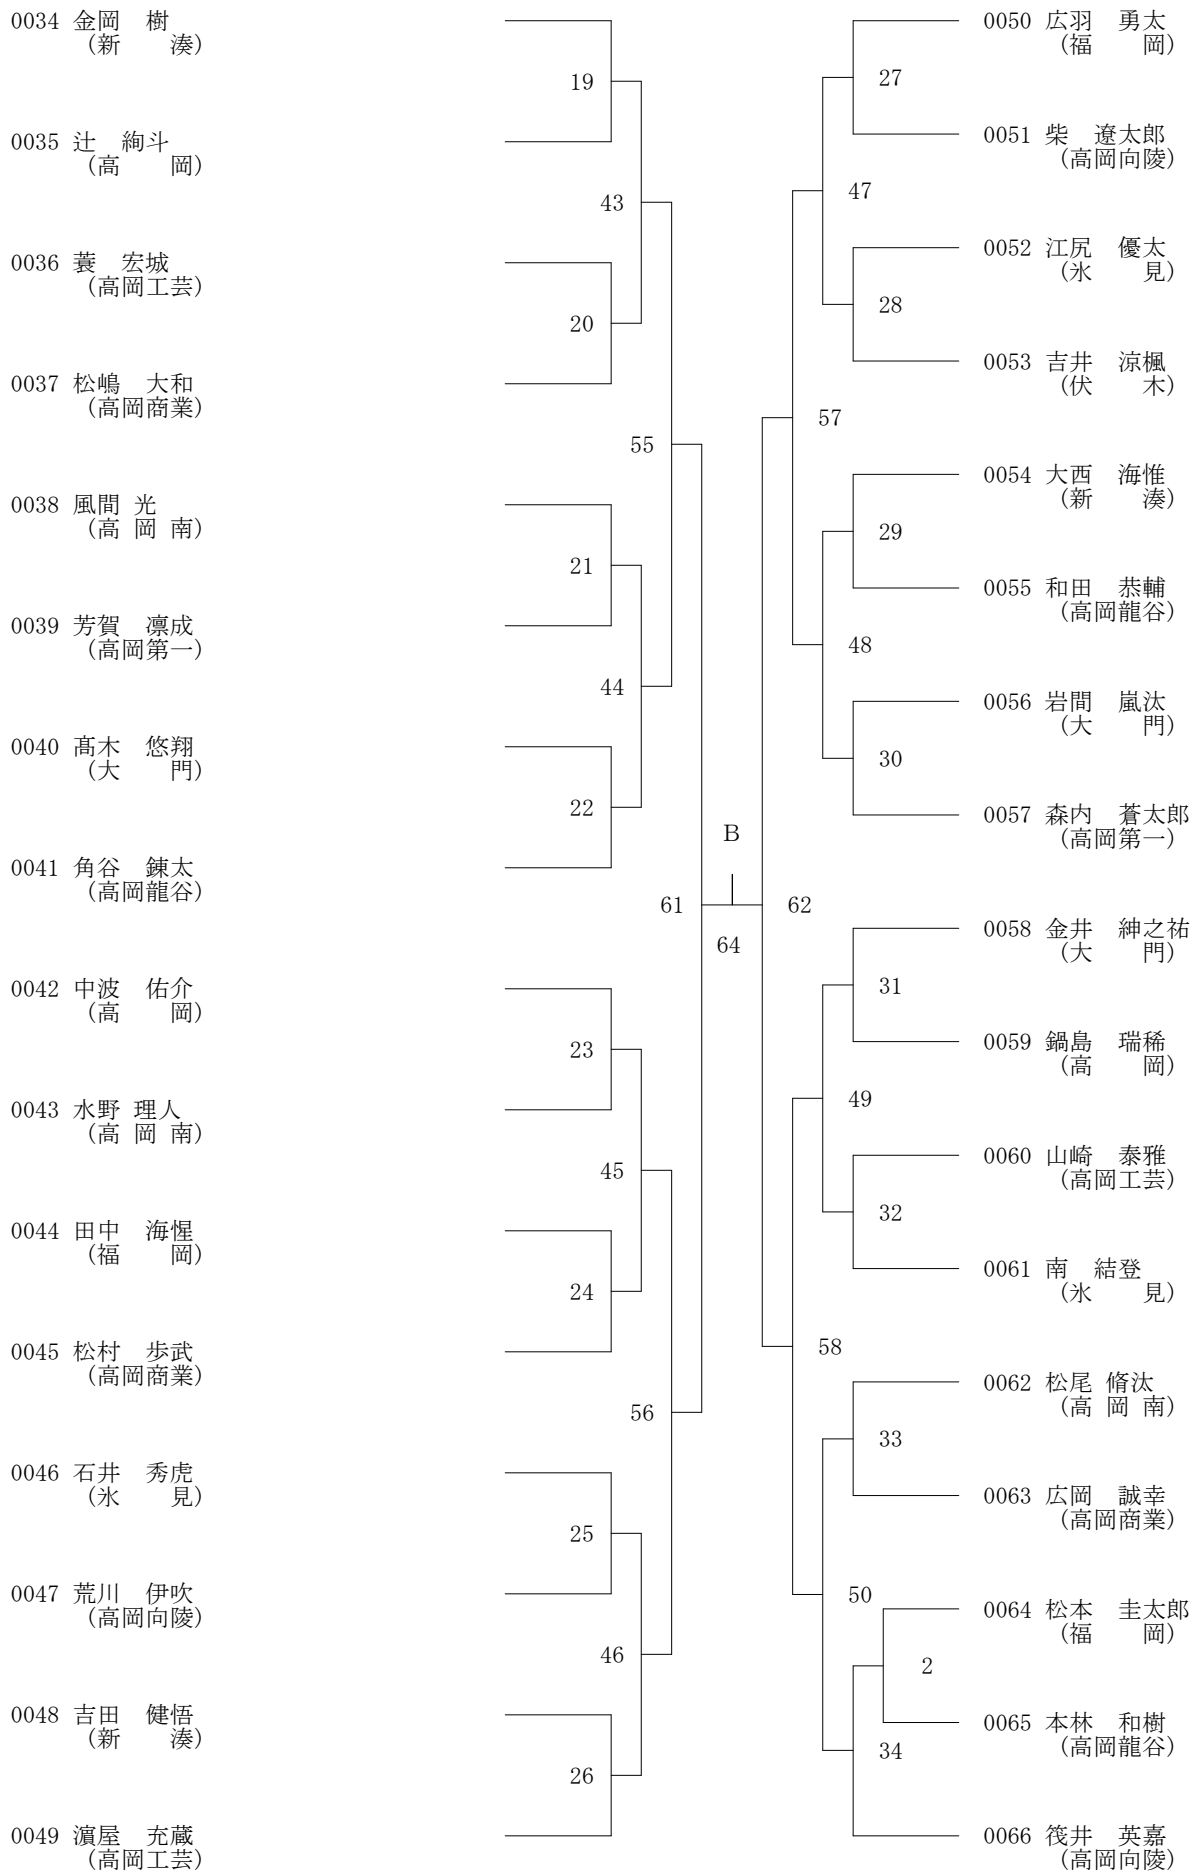 0034 金岡　樹
（新　　湊）
19
0035 辻　絢斗
（高　　岡）
43
0036 蓑　宏城
（高岡工芸）
20
0037 松嶋　大和
（高岡商業）
55
0038 風間 光
（高 岡 南）
21
0039 芳賀　凛成
（高岡第一）
44
0040 髙木　悠翔
（大　　門）
22
0041 角谷　錬太
（高岡龍谷）
61
0042 中波　佑介
（高　　岡）
23
0043 水野 理人
（高 岡 南）
45
0044 田中　海惺
（福　　岡）
24
0045 松村　歩武
（高岡商業）
56
0046 石井　秀虎
（氷　　見）
25
0047 荒川　伊吹
（高岡向陵）
46
0048 吉田　健悟
（新　　湊）
26
0049 濵屋　充蔵
（高岡工芸）
B
64
0050 広羽　勇太
（福　　岡）
27
0051 柴　遼太郎
（高岡向陵）
47
0052 江尻　優太
（氷　　見）
28
0053 吉井　涼楓
（伏　　木）
57
0054 大西　海惟
（新　　湊）
29
0055 和田　恭輔
（高岡龍谷）
48
0056 岩間　嵐汰
（大　　門）
30
0057 森内　蒼太郎
（高岡第一）
62
0058 金井　紳之祐
（大　　門）
31
0059 鍋島　瑞稀
（高　　岡）
49
0060 山崎　泰雅
（高岡工芸）
32
0061 南　結登
（氷　　見）
58
0062 松尾 脩汰
（高 岡 南）
33
0063 広岡　誠幸
（高岡商業）
50
0064 松本　圭太郎
（福　　岡）
2
0065 本林　和樹
（高岡龍谷）
34
0066 筏井　英嘉
（高岡向陵）